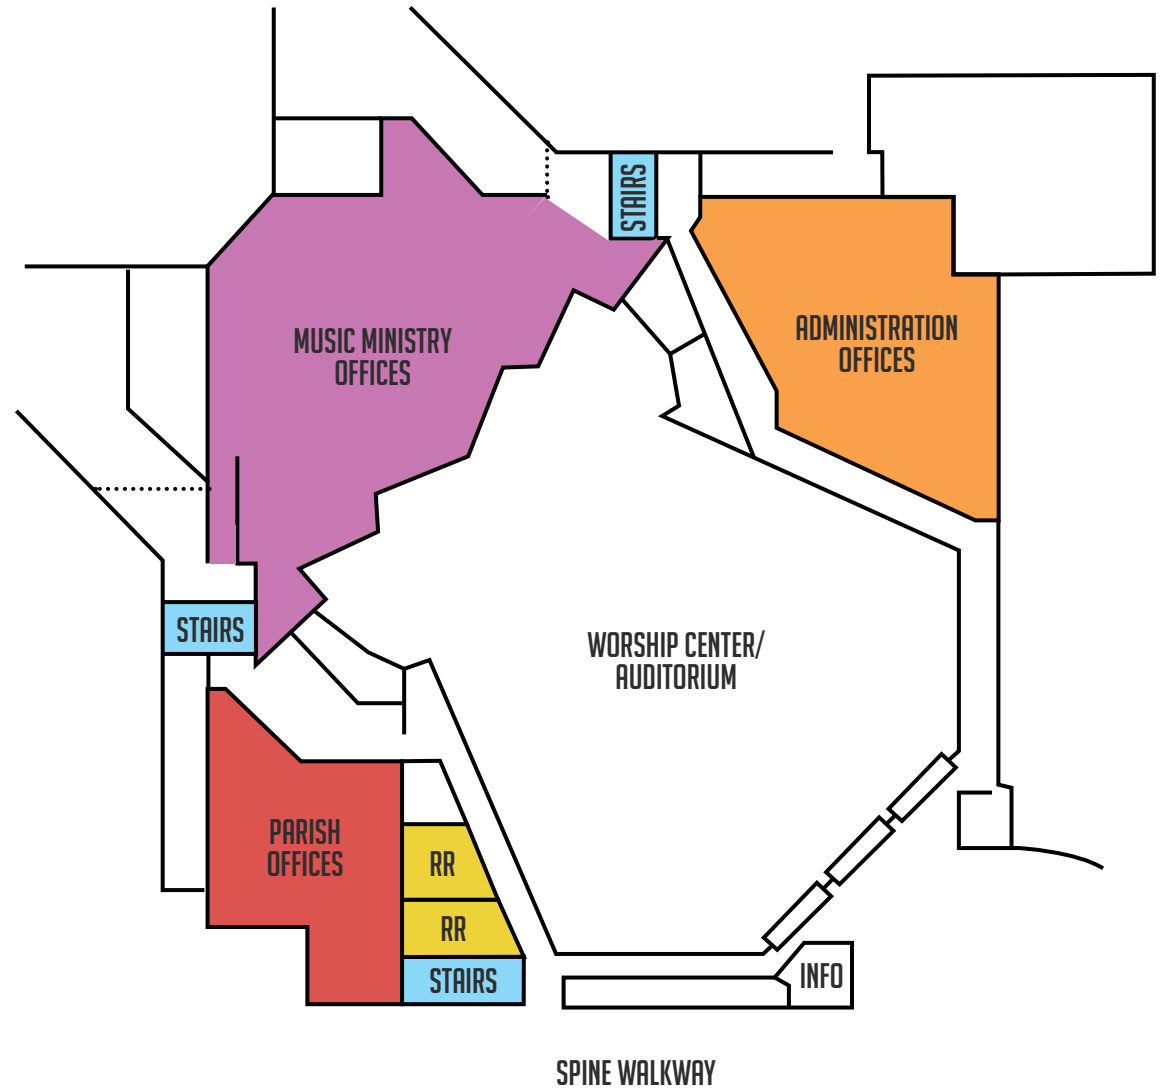 STAIRS
MUSIC MINISTRY
OFFICES
ADMINISTRATION
OFFICES
STAIRS
WORSHIP CENTER/
AUDITORIUM
PARISH
OFFICES
RR
RR
STAIRS
INFO
SPINE WALKWAY